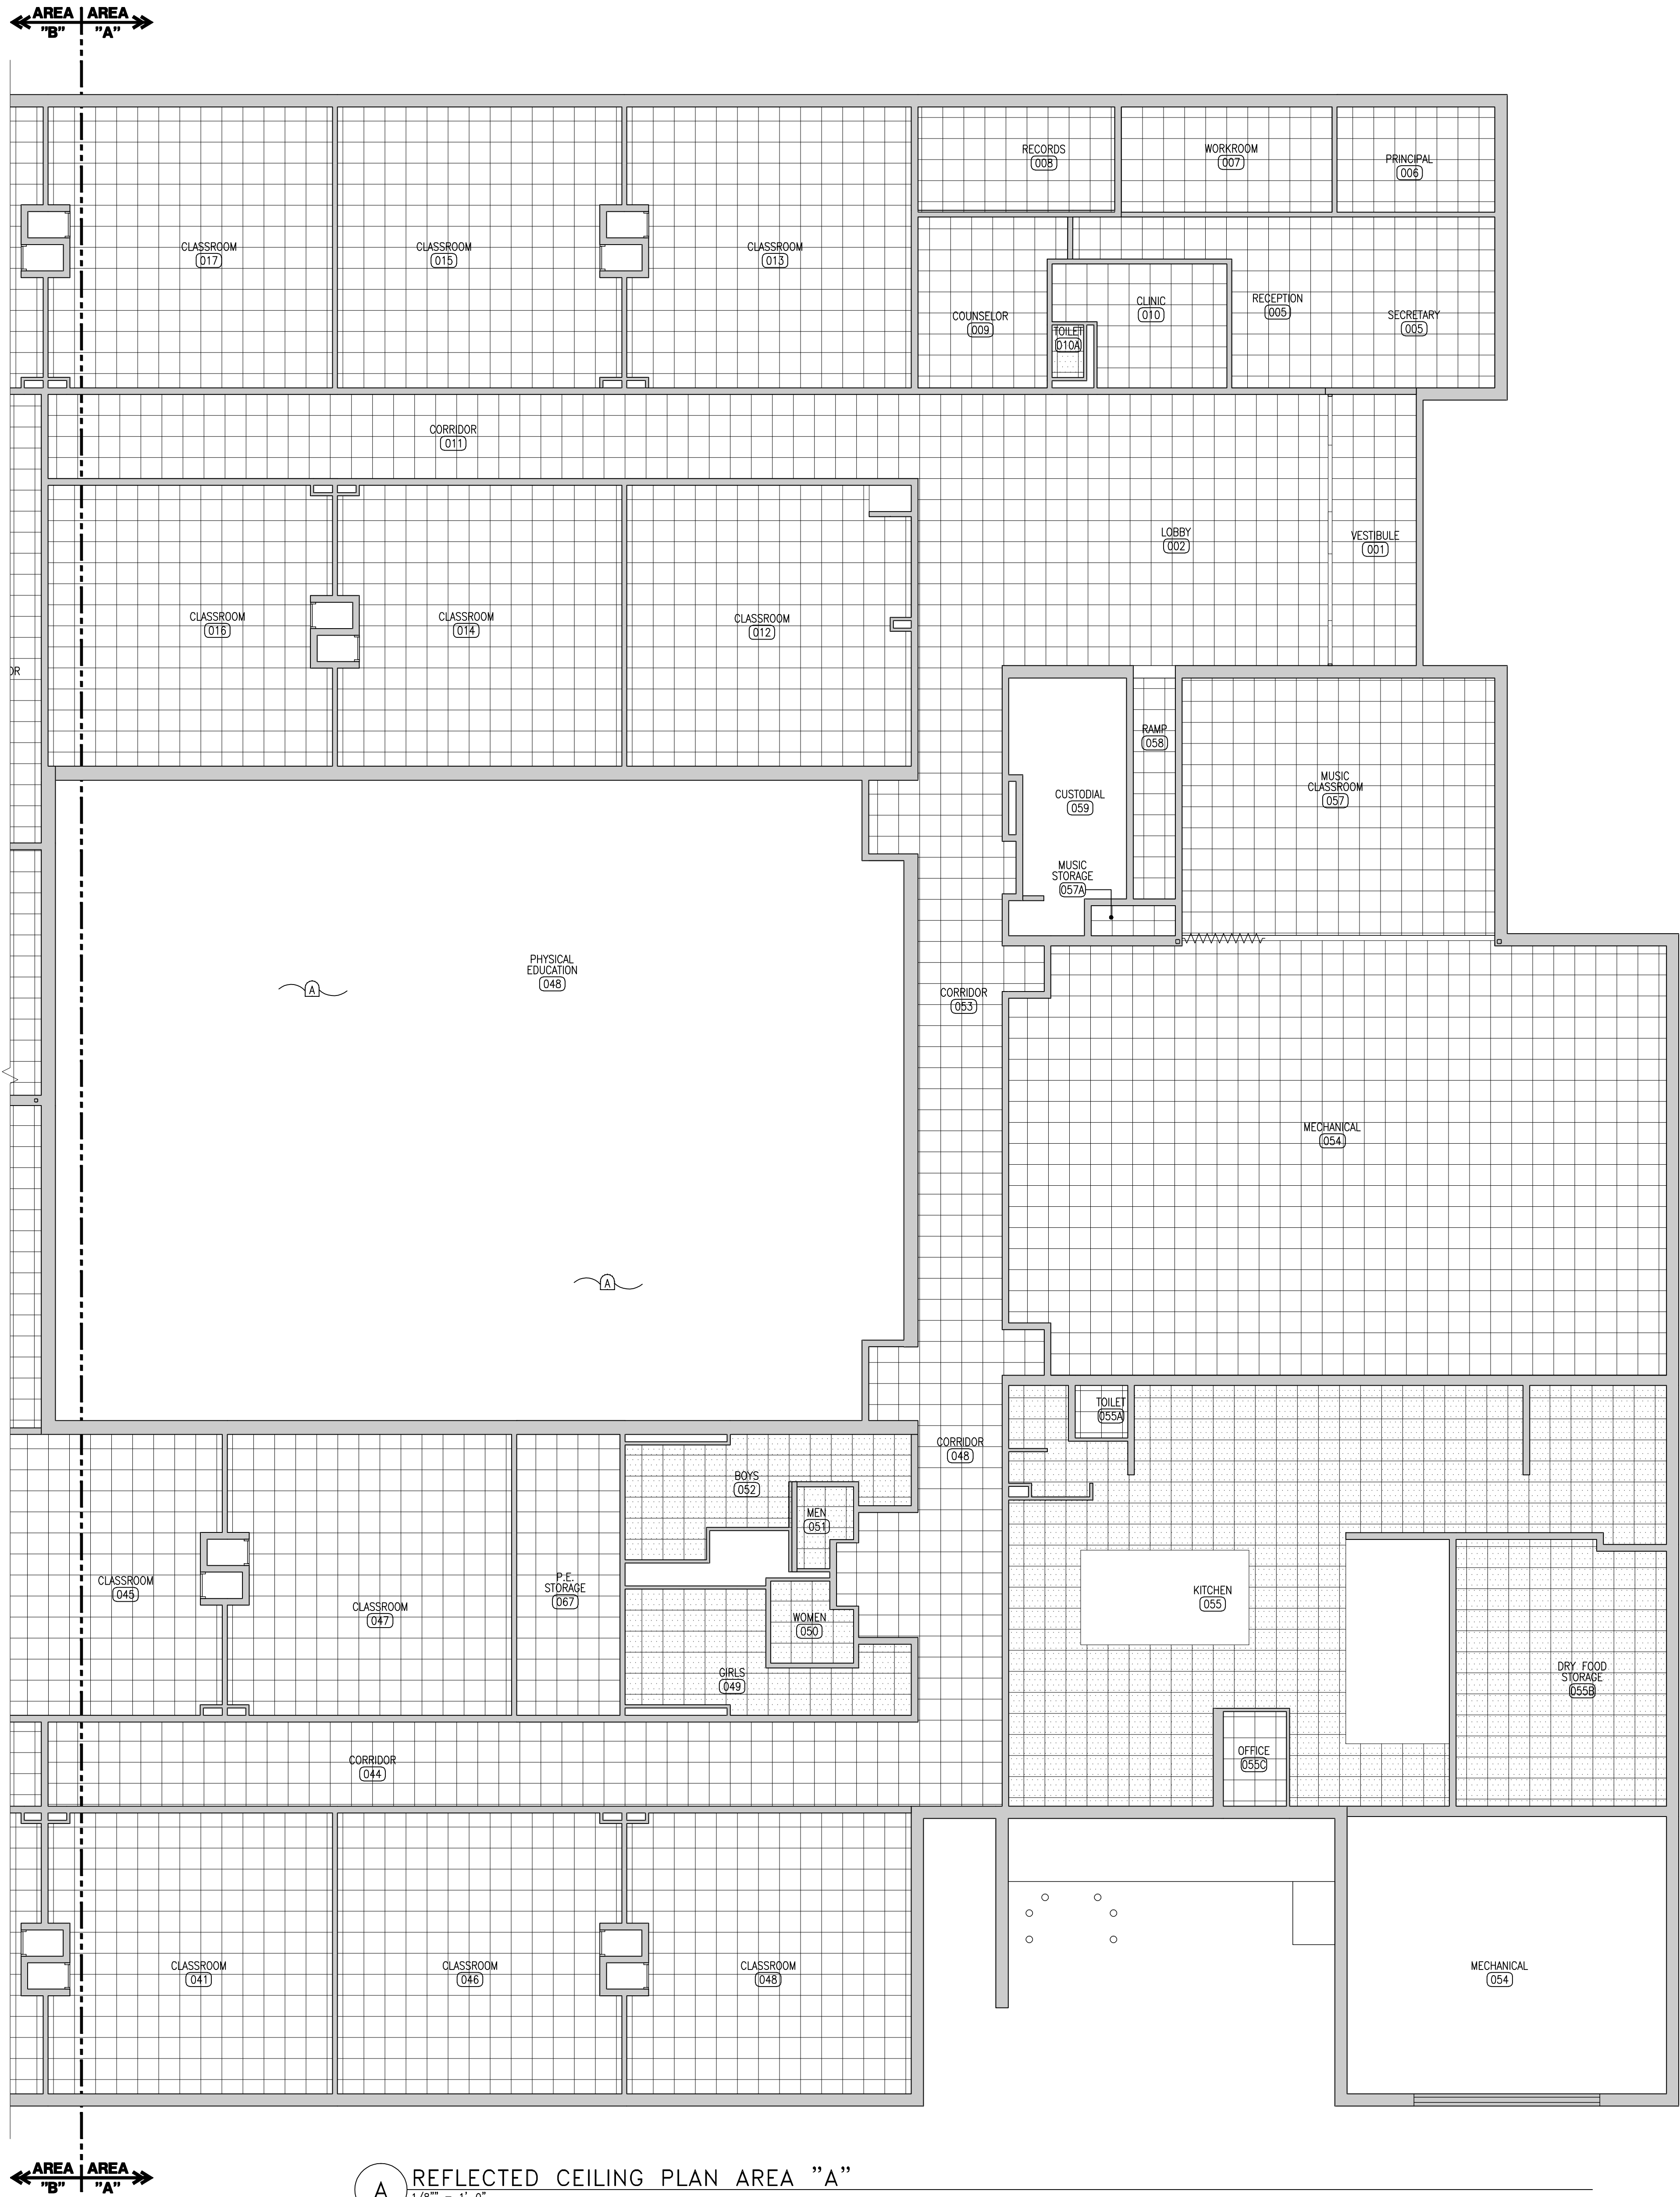 AREA AREA
"B" "A"
RECORDS
008
WORKROOM
007
PRINCIPAL
006
CLASSROOM
017
CLASSROOM
015
CLASSROOM
013
COUNSELOR
009
CLINIC
010
TOILET
010A
RECEPTION
005
SECRETARY
005
CORRIDOR
011
LOBBY
002
VESTIBULE
001
CLASSROOM
016
CLASSROOM
014
CLASSROOM
012
OR
RAMP
058
CUSTODIAL
059
MUSIC
CLASSROOM
057
MUSIC
STORAGE
057A
PHYSICAL
EDUCATION
048
A
CORRIDOR
053
MECHANICAL
054
A
TOILET
055A
CORRIDOR
048
BOYS
052
MEN
051
CLASSROOM
045
CLASSROOM
047
P.E.
STORAGE
067
WOMEN
050
GIRLS
049
KITCHEN
055
DRY FOOD
STORAGE
055B
OFFICE
055C
CORRIDOR
044
CLASSROOM
041
CLASSROOM
046
CLASSROOM
048
MECHANICAL
054
AREA AREA
"B" "A"
A
REFLECTED CEILING PLAN AREA "A"
1/8"" = 1'-0"